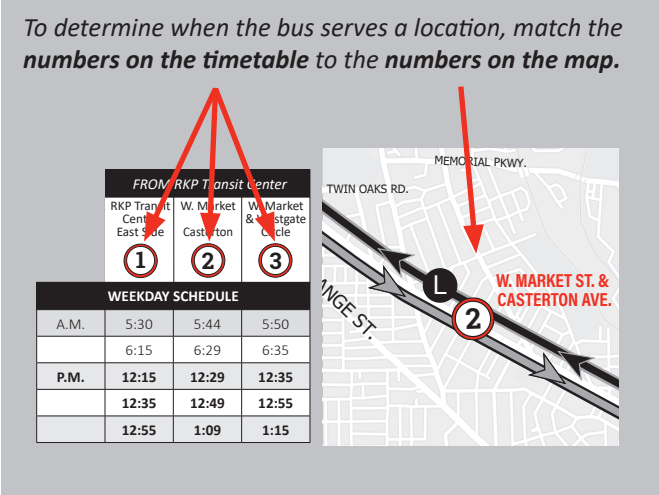 To determine when the bus serves a location, match the
numbers on the timetable to the numbers on the map.
FROM RKP Transit Center
RKP Transit
Center
East Side
W. Market
Casterton
W. Market
& Westgate
Circle
1
2
3
WEEKDAY SCHEDULE
A.M. 5:30 5:44 5:50
6:15 6:29 6:35
P.M. 12:15 12:29 12:35
12:35 12:49 12:55
12:55 1:09 1:15
MEMORIAL PKWY.
TWIN OAKS RD.
L
W. MARKET ST. &
CASTERTON AVE.
ANGE ST.
2